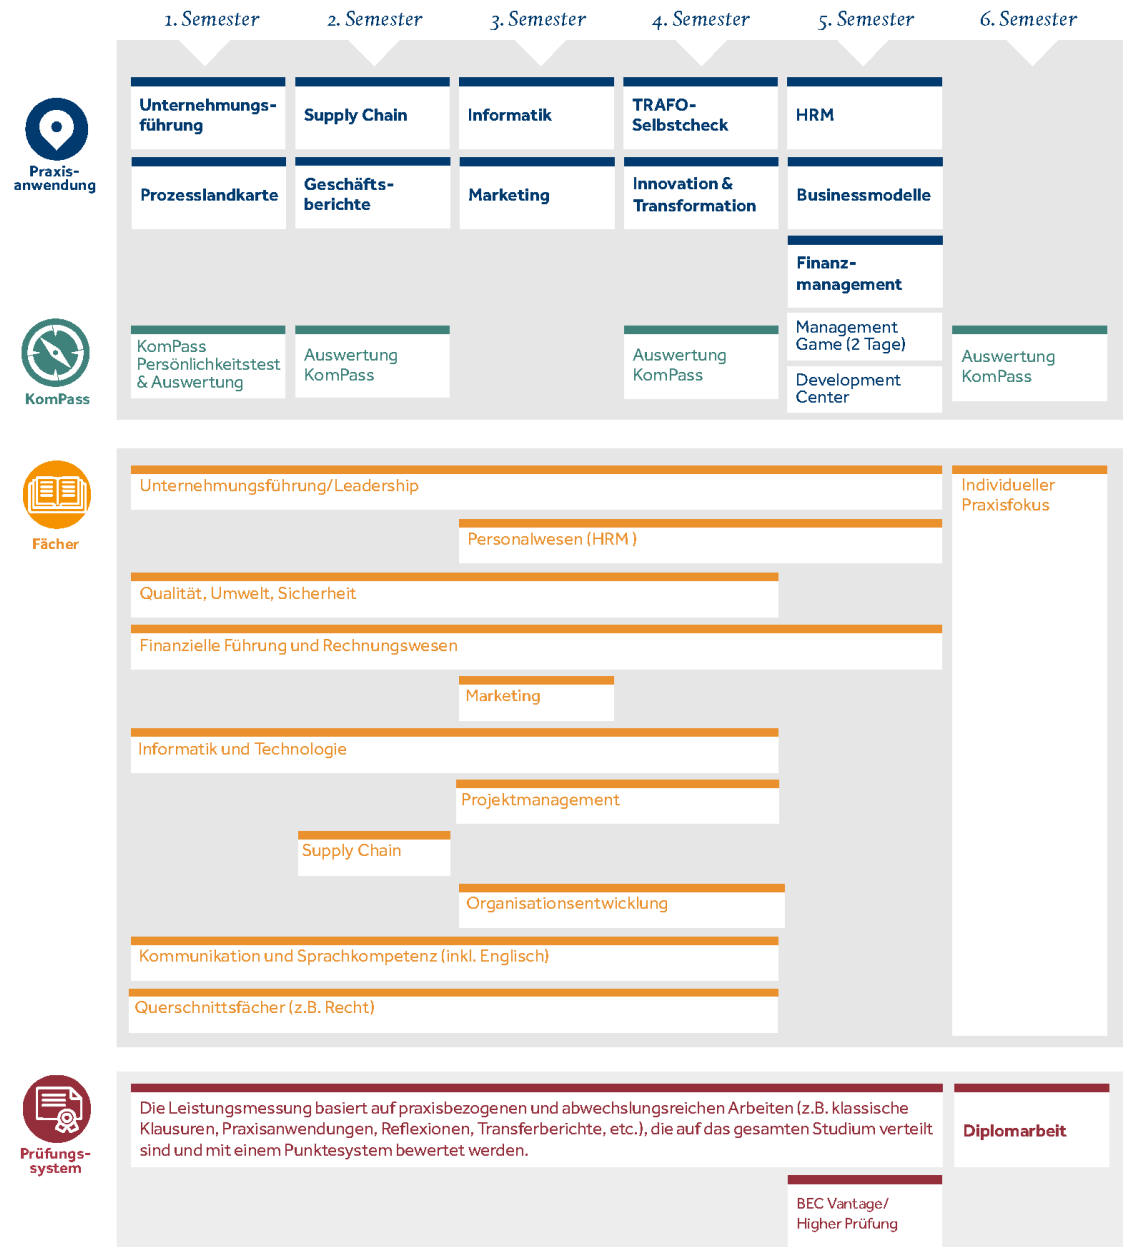 1. Semester
2. Semester
3. Semester
4. Semester
5. Semester
6. Semester
Praxis-
anwendung
Unternehmungs-
führung
Supply Chain
Informatik
TRAFO-
Selbstcheck
HRM
Prozesslandkarte
Geschäfts-
berichte
Marketing
Innovation &
Transformation
Businessmodelle
Finanz-
management
Management
Game (2 Tage)
Development
Center
KomPass
KomPass
Persönlichkeitstest
& Auswertung
Auswertung
KomPass
Auswertung
KomPass
Auswertung
KomPass
Fächer
Unternehmungsführung/Leadership
Individueller
Praxisfokus
Personalwesen (HRM )
Qualität, Umwelt, Sicherheit
Finanzielle Führung und Rechnungswesen
Marketing
Informatik und Technologie
Projektmanagement
Supply Chain
Organisationsentwicklung
Kommunikation und Sprachkompetenz (inkl. Englisch)
Querschnittsfächer (z.B. Recht)
Prüfungs-
system
Die Leistungsmessung basiert auf praxisbezogenen und abwechslungsreichen Arbeiten (z.B. klassische
Klausuren, Praxisanwendungen, Reflexionen, Transferberichte, etc.), die auf das gesamten Studium verteilt
sind und mit einem Punktesystem bewertet werden.
Diplomarbeit
BEC Vantage/
Higher Prüfung